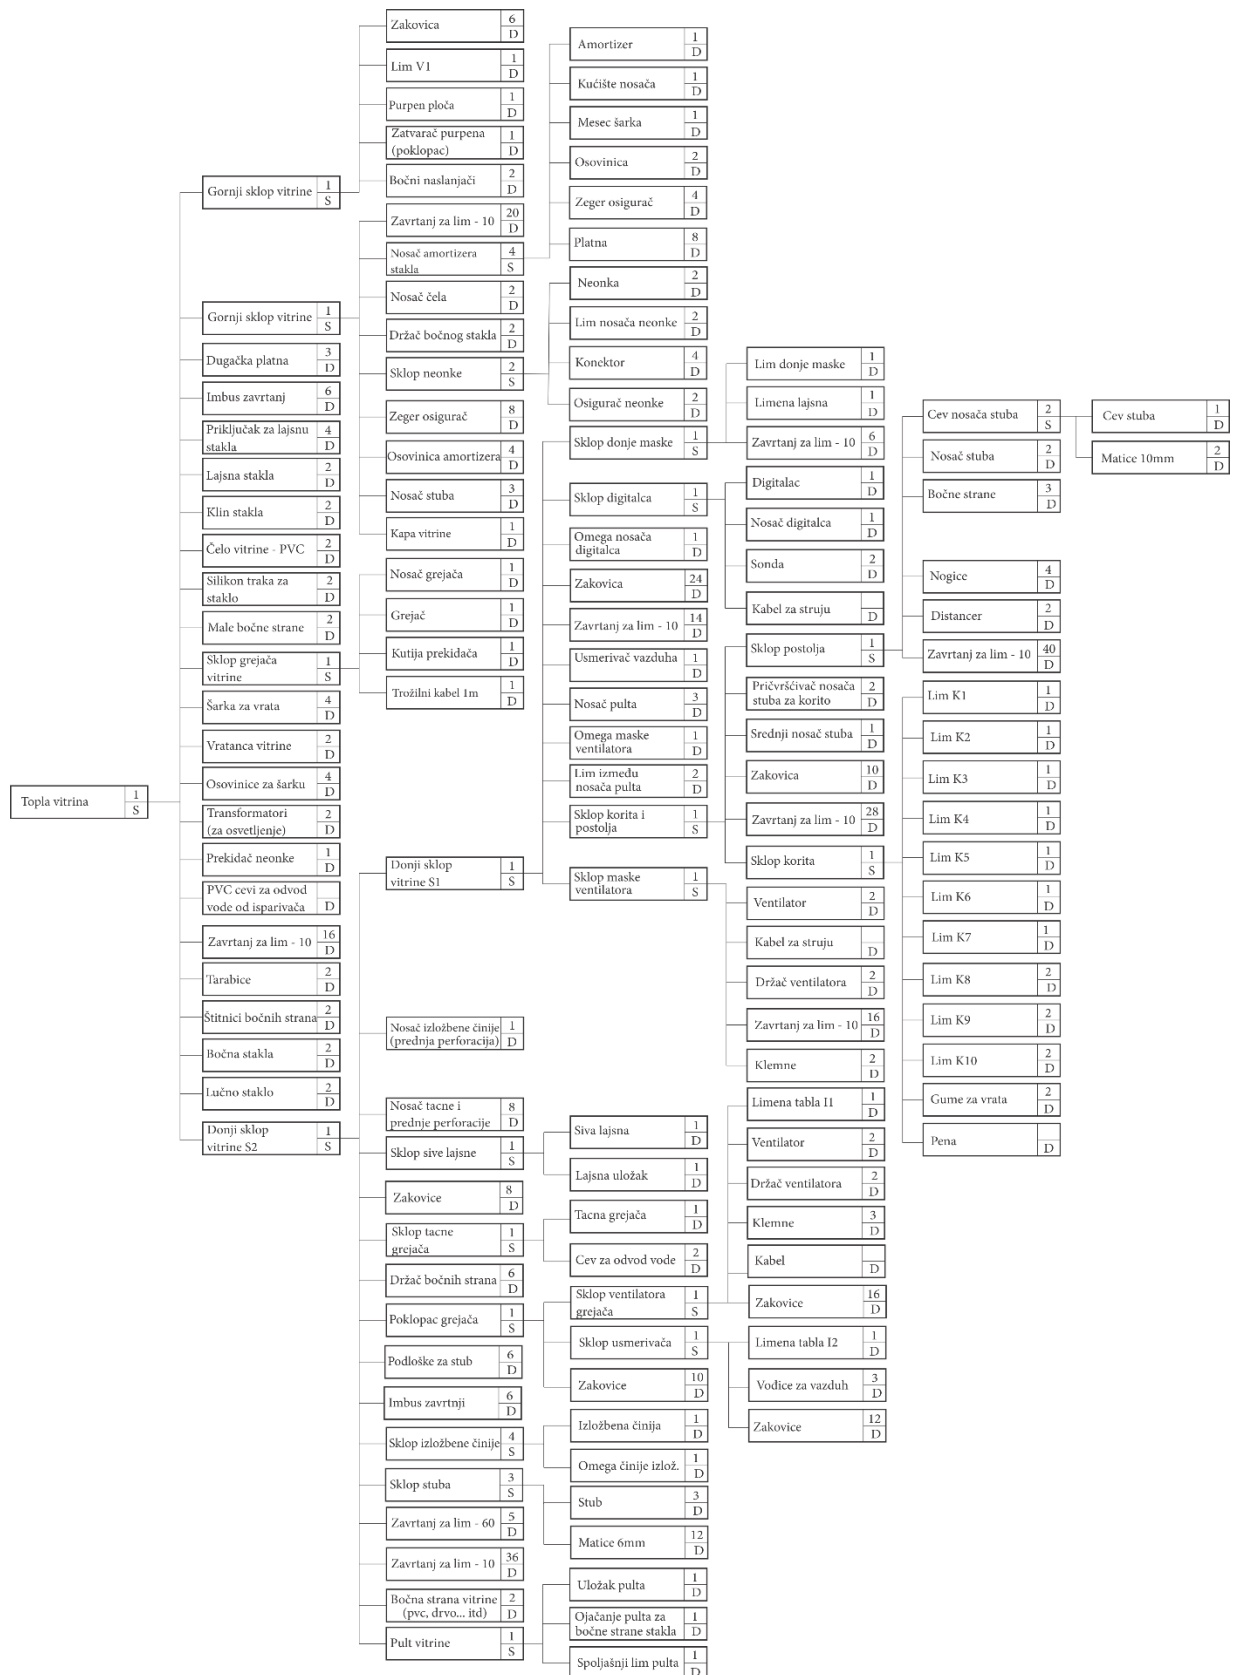 Topla vitrina 1 S
Gornji sklop vitrine 1 S
Gornji sklop vitrine 1 S
Dugačka platna 3 D
Imbus zavrtanj 6 D
Priključak za lajsnu 4
stakla D
Lajsna stakla 2 D
Klin stakla 2 D
Čelo vitrine - PVC 2 D
Silikon traka za 2
staklo D
Male bočne strane 2 D
Sklop grejača 1
vitrine S
Šarka za vrata 4 D
Vratanca vitrine 2 D
Osovinice za šarku 4 D
Transformatori 2
(za osvetljenje) D
Prekidač neonke 1 D
PVC cevi za odvod
vode od isparivača D
Zavrtanj za lim - 10 16 D
Tarabice 2 D
Štitnici bočnih strana 2 D
Bočna stakla 2 D
Lučno staklo 2 D
Donji sklop 1
vitrine S2 S
Zakovica 6 D
Lim V1 1 D
Purpen ploča 1 D
Zatvarač purpena 1
(poklopac) D
Bočni naslanjači 2 D
Zavrtanj za lim - 10 20 D
Nosač amortizera 4
stakla S
Nosač čela 2 D
Držač bočnog stakla 2 D
Sklop neonke 2 S
Zeger osigurač 8 D
Osovinica amortizera 4 D
Nosač stuba 3 D
Kapa vitrine 1 D
Nosač grejača 1 D
Grejač 1 D
Kutija prekidača 1 D
Trožilni kabel 1m 1 D
Donji sklop 1
vitrine S1 S
Nosač izložbene činije 1
(prednja perforacija) D
Nosač tacne i 8
prednje perforacije D
Sklop sive lajsne 1 S
Zakovice 8 D
Sklop tacne 1
grejača S
Držač bočnih strana 6 D
Poklopac grejača 1 S
Podloške za stub 6 D
Imbus zavrtnji 6 D
Sklop izložbene činije 4 S
Sklop stuba 3 S
Zavrtanj za lim - 60 5 D
Zavrtanj za lim - 10 36 D
Bočna strana vitrine 2
(pvc, drvo... itd) D
Pult vitrine 1 S
Amortizer 1 D
Kućište nosača 1 D
Mesec šarka 1 D
Osovinica 2 D
Zeger osigurač 4 D
Platna 8 D
Neonka 2 D
Lim nosača neonke 2 D
Konektor 4 D
Osigurač neonke 2 D
Sklop donje maske 1 S
Sklop digitalca 1 S
Omega nosača 1
digitalca D
Zakovica 24 D
Zavrtanj za lim - 10 14 D
Usmerivač vazduha 1 D
Nosač pulta 3 D
Omega maske 1
ventilatora D
Lim između 2
nosača pulta D
Sklop korita i 1
postolja S
Sklop maske 1
ventilatora S
Siva lajsna 1 D
Lajsna uložak 1 D
Tacna grejača 1 D
Cev za odvod vode 2 D
Sklop ventilatora 1
grejača S
Sklop usmerivača 1 S
Zakovice 10 D
Izložbena činija 1 D
Omega činije izlož. 1 D
Stub 3 D
Matice 6mm 12 D
Uložak pulta 1 D
Ojačanje pulta za 1
bočne strane stakla D
Spoljašnji lim pulta 1 D
Lim donje maske 1 D
Limena lajsna 1 D
Zavrtanj za lim - 10 6 D
Digitalac 1 D
Nosač digitalca 1 D
Sonda 2 D
Kabel za struju D
Sklop postolja 1 S
Pričvršćivač nosača 2
stuba za korito D
Srednji nosač stuba 1 D
Zakovica 10 D
Zavrtanj za lim - 10 28 D
Sklop korita 1 S
Ventilator 2 D
Kabel za struju D
Držač ventilatora 2 D
Zavrtanj za lim - 10 16 D
Klemne 2 D
Limena tabla I1 1 D
Ventilator 2 D
Držač ventilatora 2 D
Klemne 3 D
Kabel D
Zakovice 16 D
Limena tabla I2 1 D
Vođice za vazduh 3 D
Zakovice 12 D
Cev nosača stuba 2 S
Nosač stuba 2 D
Bočne strane 3 D
Nogice 4 D
Distancer 2 D
Zavrtanj za lim - 10 40 D
Lim K1 1 D
Lim K2 1 D
Lim K3 1 D
Lim K4 1 D
Lim K5 1 D
Lim K6 1 D
Lim K7 1 D
Lim K8 2 D
Lim K9 2 D
Lim K10 2 D
Gume za vrata 2 D
Pena D
Cev stuba 1 D
Matice 10mm 2 D